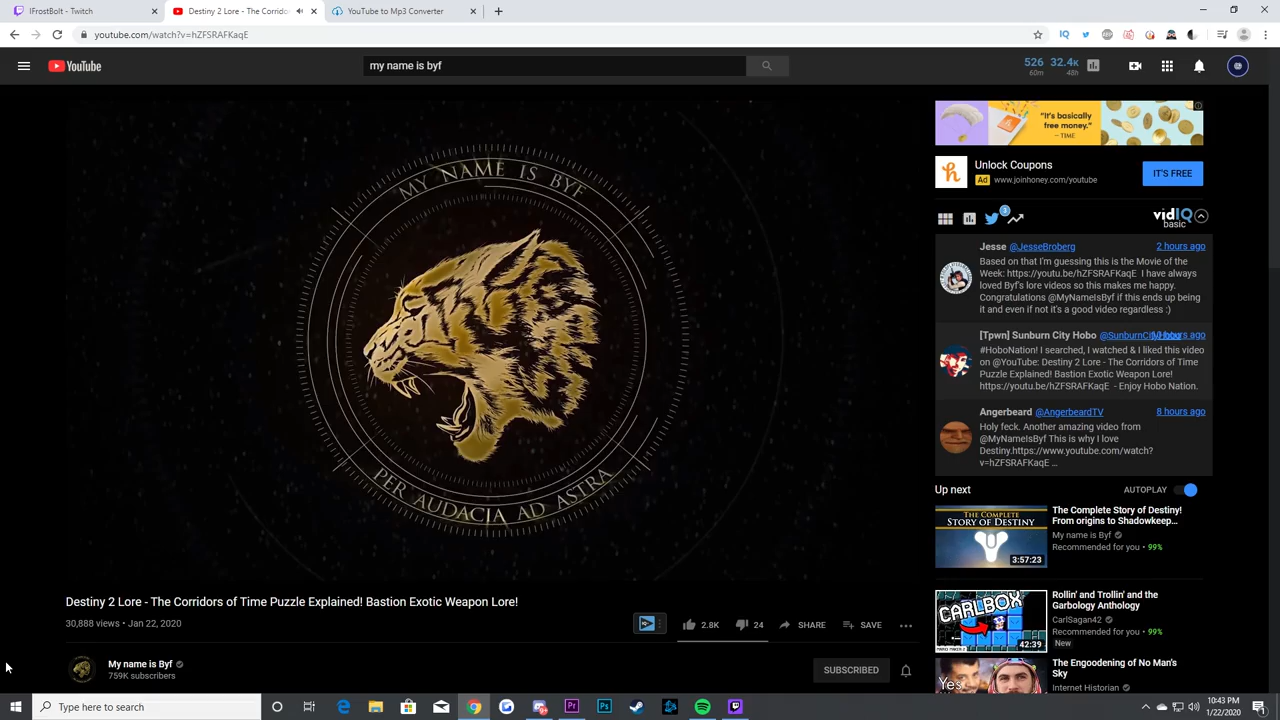 IFrostBolt - Twitch
Destiny 2 Lore - The Corridors o
YouTube to Mp3 Converter
youtube.com/watch?v=hZFSRAFKaqE
IQ
ABP
YouTube
my name is byf
526
60m
32.4K
48h
MY NAME IS BYF
PER AUDACIA AD ASTRA
"It's basically
free money."
– TIME
h
Unlock Coupons
Ad www.joinhoney.com/youtube
IT'S FREE
3
vidIQ
basic
Jesse @JesseBroberg 2 hours ago
Based on that I'm guessing this is the Movie of the
Week: https://youtu.be/hZFSRAFKaqE I have always
loved Byf's lore videos so this makes me happy.
Congratulations @MyNameIsByf if this ends up being
it and even if not it's a good video regardless :)
[Tpwn] Sunburn City Hobo @SunburnCity hours ago
#HoboNation! I searched, I watched & I liked this video
on @YouTube: Destiny 2 Lore - The Corridors of Time
Puzzle Explained! Bastion Exotic Weapon Lore!
https://youtu.be/hZFSRAFKaqE - Enjoy Hobo Nation.
Angerbeard @AngerbeardTV 8 hours ago
Holy feck. Another amazing video from
@MyNameIsByf This is why I love
Destiny.https://www.youtube.com/watch?
v=hZFSRAFKaqE ...
Up next
AUTOPLAY
THE COMPLETE
STORY OF DESTINY
3:57:23
The Complete Story of Destiny!
From origins to Shadowkeep...
My name is Byf
Recommended for you • 99%
CARLBOX
42:39
Rollin' and Trollin' and the
Garbology Anthology
CarlSagan42
Recommended for you • 99%
New
Yes
The Engoodening of No Man's
Sky
Internet Historian
Destiny 2 Lore - The Corridors of Time Puzzle Explained! Bastion Exotic Weapon Lore!
30,888 views • Jan 22, 2020
2.8K
24
SHARE
SAVE
My name is Byf
759K subscribers
SUBSCRIBED
Type here to search
Pr
Ps
10:43 PM
1/22/2020
1